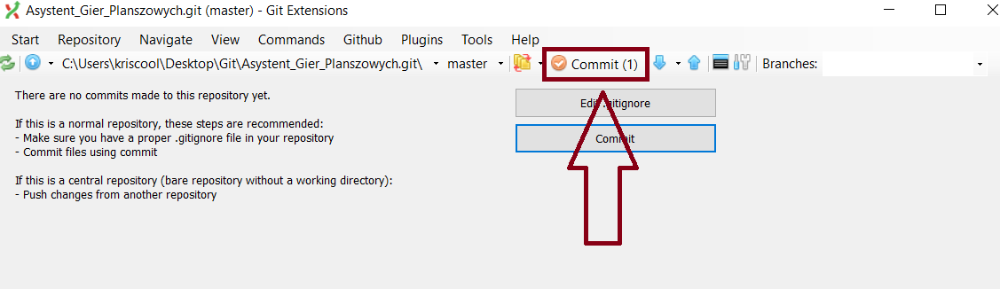 Asystent_Gier_Planszowych.git (master) - Git Extensions
Start Repository Navigate View Commands Github Plugins Tools Help
C:\Users\kriscool\Desktop\Git\Asystent_Gier_Planszowych.git\ master Commit (1) Branches:
There are no commits made to this repository yet.
Edit .gitignore
If this is a normal repository, these steps are recommended:
- Make sure you have a proper .gitignore file in your repository
Commit
- Commit files using commit
If this is a central repository (bare repository without a working directory):
- Push changes from another repository